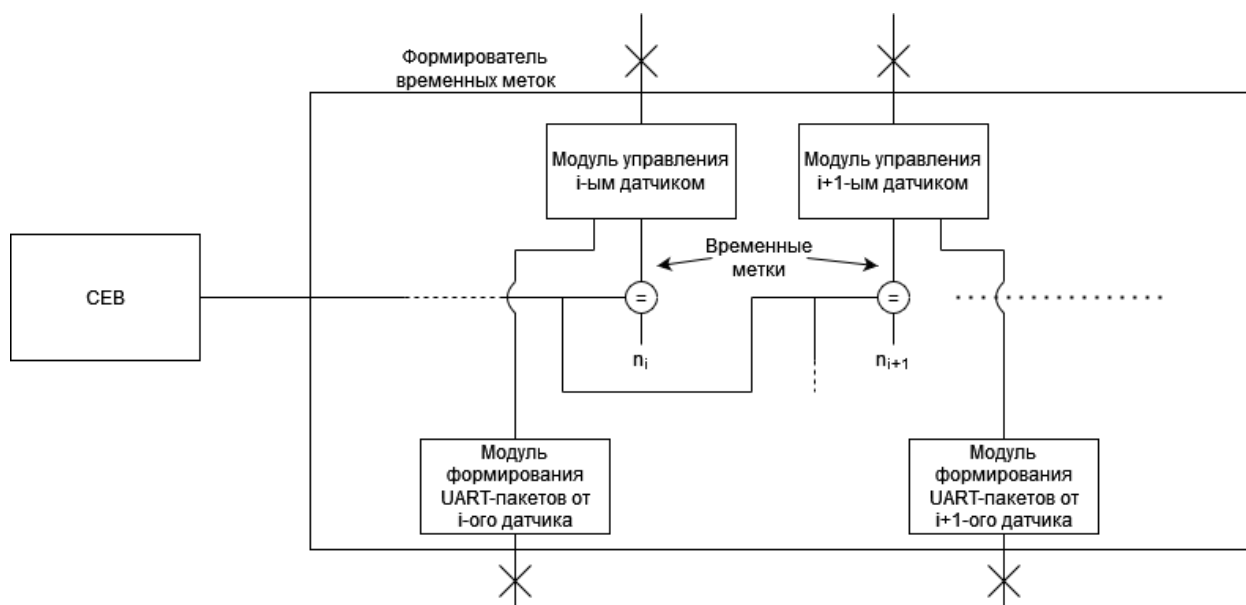 Формирователь
временных меток
Модуль управления
i-ым датчиком
Модуль управления
i+1-ым датчиком
Временные
метки
СЕВ
=
=
ni
ni+1
Модуль
формирования
UART-пакетов от
i-ого датчика
Модуль
формирования
UART-пакетов от
i+1-ого датчика